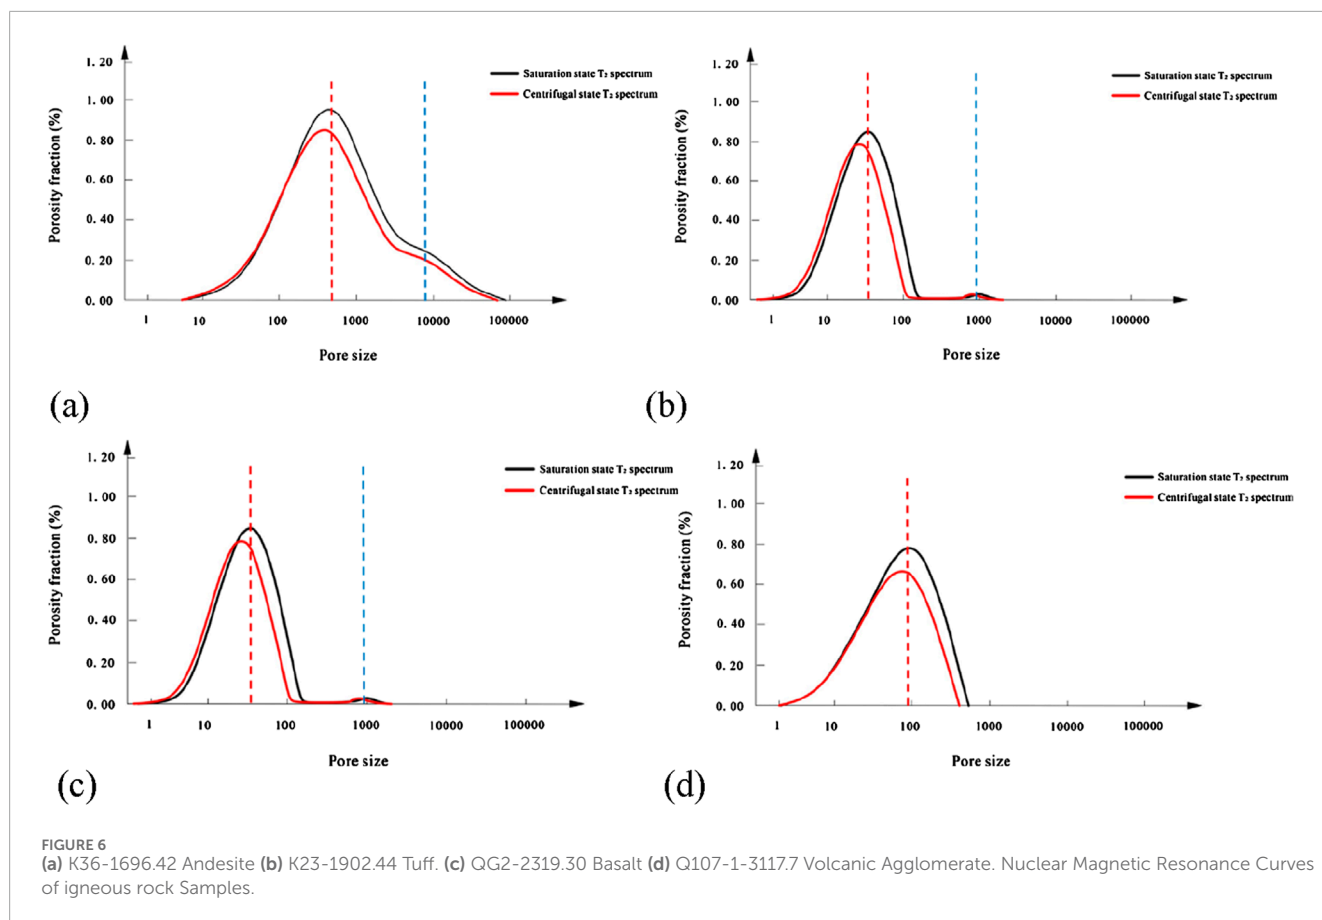 1. 20
1. 00
0. 80
0. 60
0. 40
0. 20
0. 00
Porosity fraction (%)
Saturation state T₂ spectrum
Centrifugal state T₂ spectrum
1 10 100 1000 10000 100000
Pore size
(a)
1. 20
1. 00
0. 80
0. 60
0. 40
0. 20
0. 00
Porosity fraction (%)
Saturation state T₂ spectrum
Centrifugal state T₂ spectrum
1 10 100 1000 10000 100000
Pore size
(b)
1. 20
1. 00
0. 80
0. 60
0. 40
0. 20
0. 00
Porosity fraction (%)
Saturation state T₂ spectrum
Centrifugal state T₂ spectrum
1 10 100 1000 10000 100000
Pore size
(c)
1. 20
1. 00
0. 80
0. 60
0. 40
0. 20
0. 00
Porosity fraction (%)
Saturation state T₂ spectrum
Centrifugal state T₂ spectrum
1 10 100 1000 10000 100000
Pore size
(d)
FIGURE 6
(a) K36-1696.42 Andesite (b) K23-1902.44 Tuff. (c) QG2-2319.30 Basalt (d) Q107-1-3117.7 Volcanic Agglomerate. Nuclear Magnetic Resonance Curves
of igneous rock Samples.